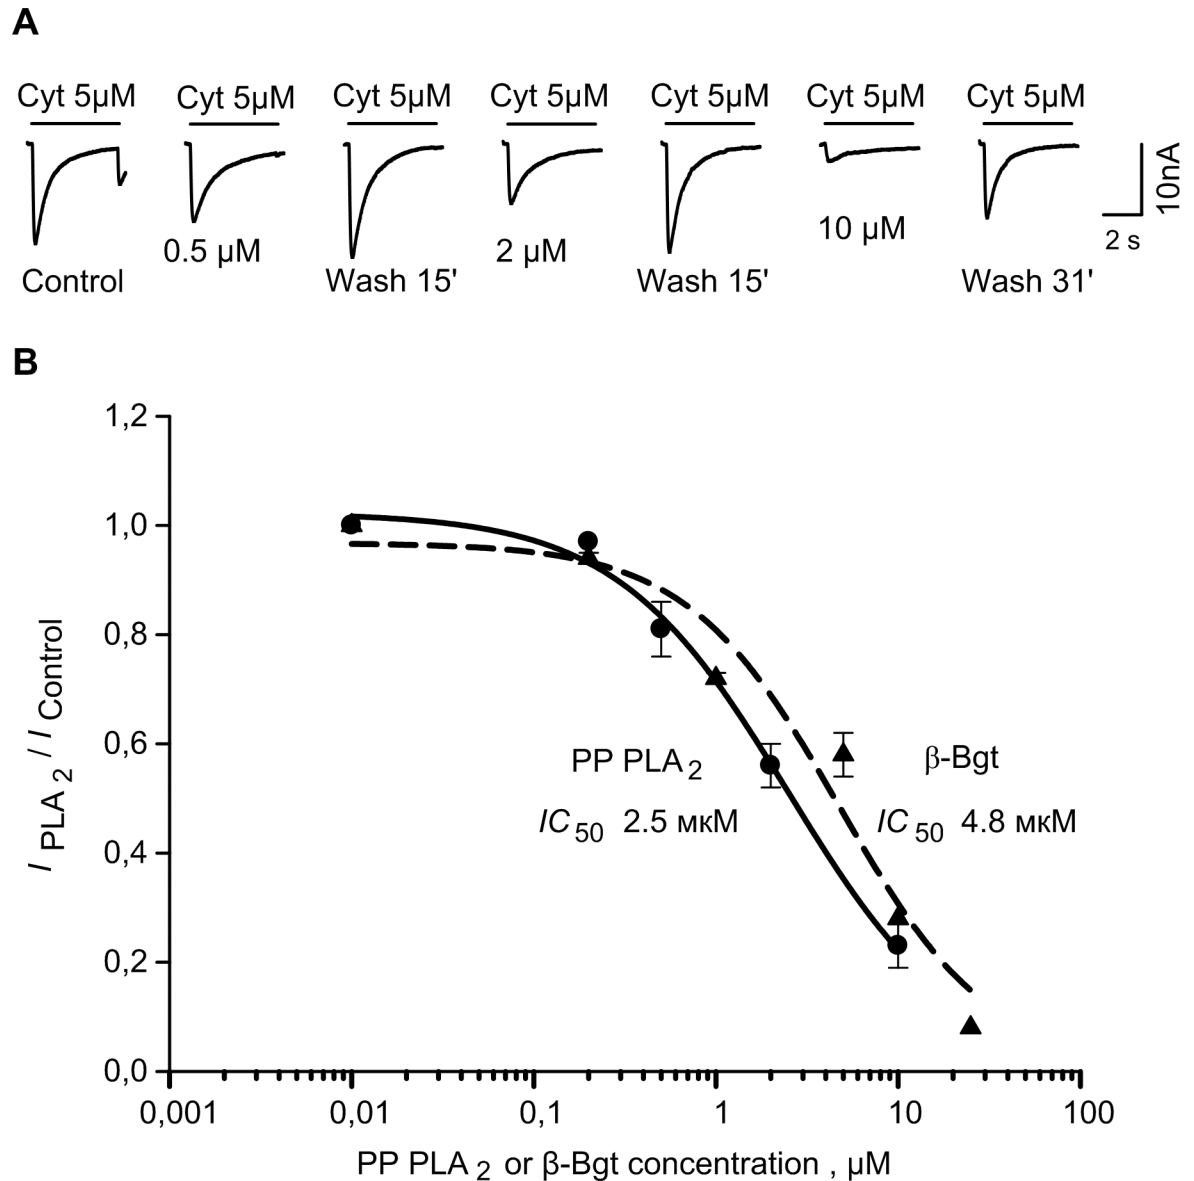 A
Cyt 5µM Cyt 5µM Cyt 5µM Cyt 5µM Cyt 5µM Cyt 5µM Cyt 5µM
10nA
2 s
0.5 µM 2 µM 10 µM
Control Wash 15' Wash 15' Wash 31'
B
1,2
1,0
0,8
0,6
0,4
0,2
0,0
I PLA 2 / I Control
PP PLA 2
IC 50 2.5 мкМ
β-Bgt
IC 50 4.8 мкМ
0,001 0,01 0,1 1 10 100
PP PLA 2 or β-Bgt concentration , µM